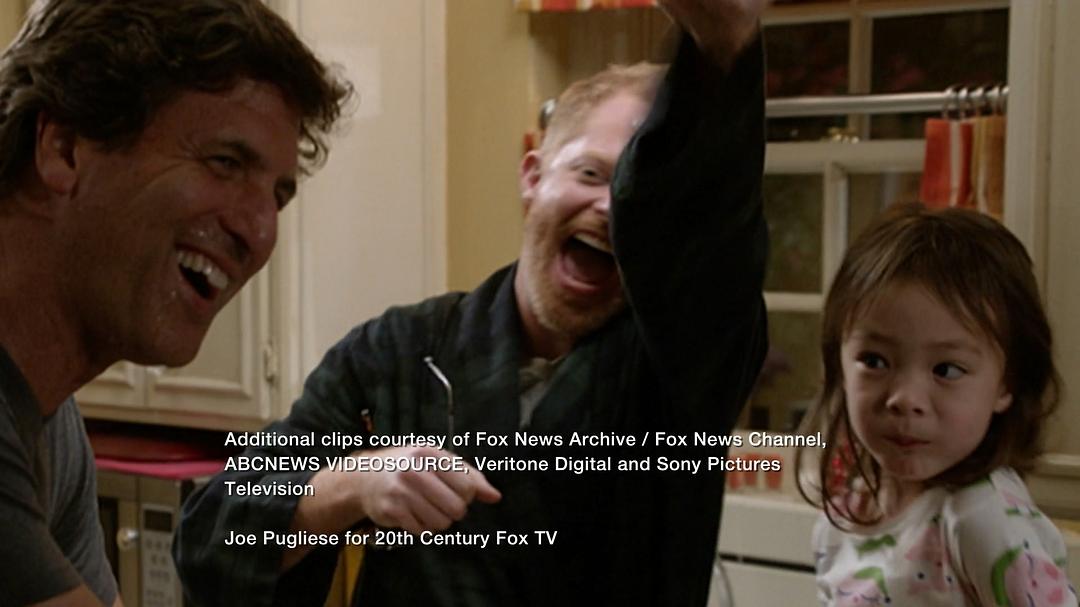 Additional clips courtesy of Fox News Archive / Fox News Channel,
ABCNEWS VIDEOSOURCE, Veritone Digital and Sony Pictures
Television
Joe Pugliese for 20th Century Fox TV